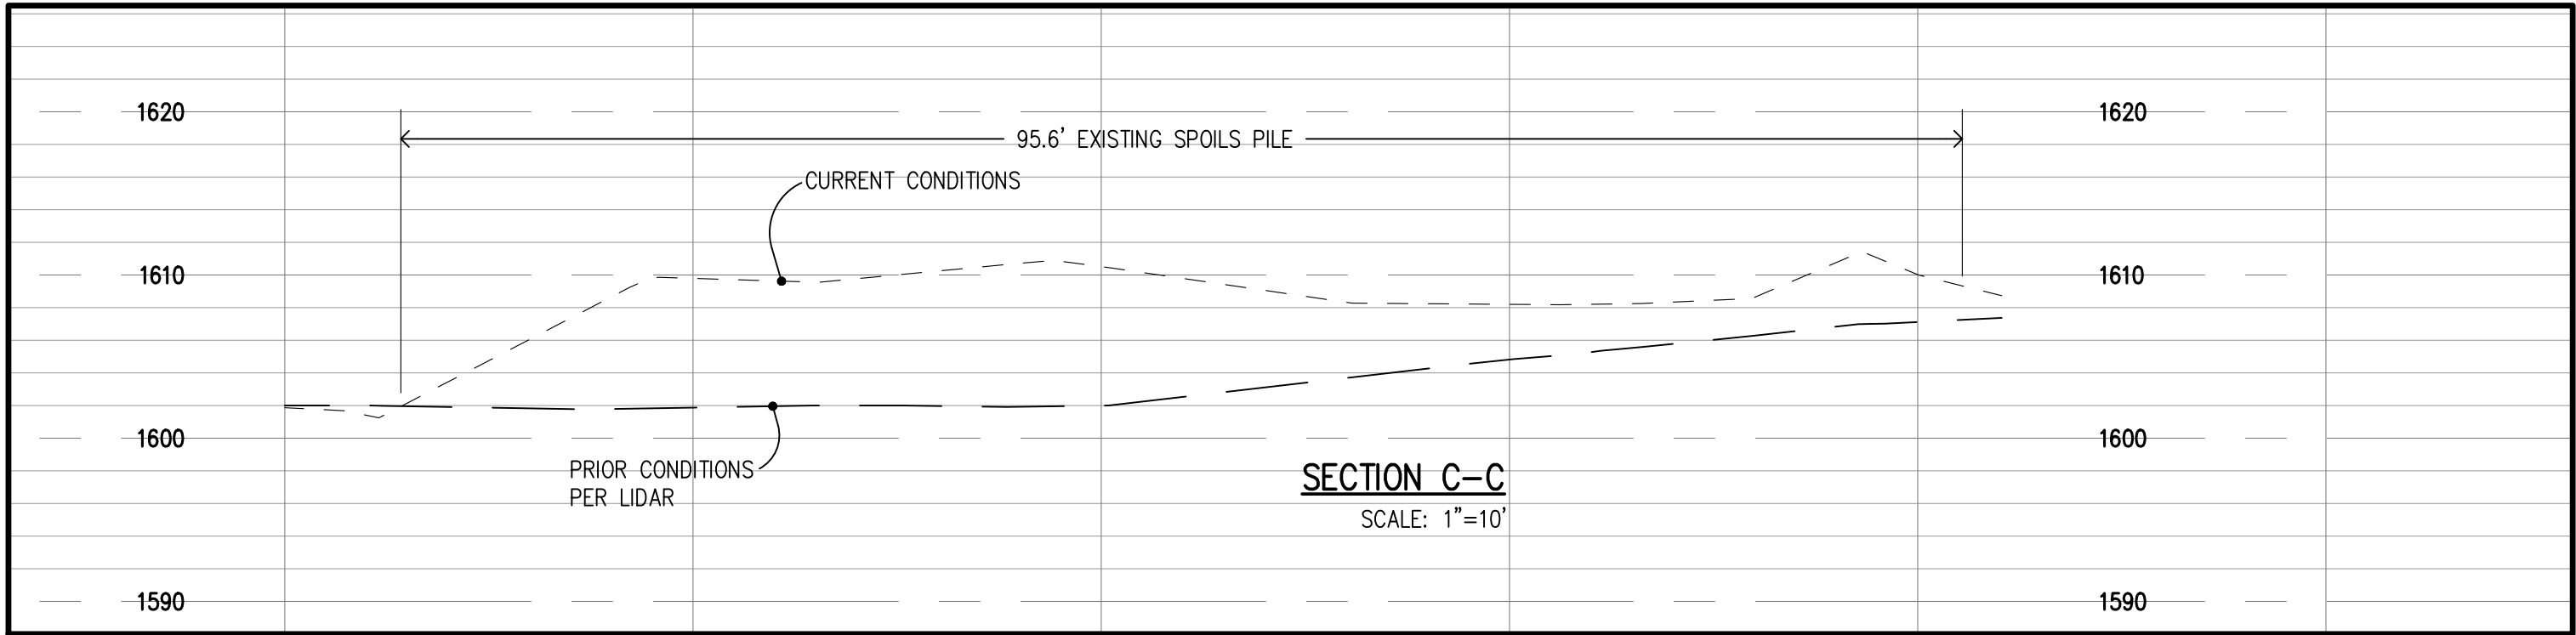 1620 1620
95.6' EXISTING SPOILS PILE
CURRENT CONDITIONS
1610 1610
1600 1600
PRIOR CONDITIONS
PER LIDAR
SECTION C-C
SCALE: 1"=10'
1590 1590